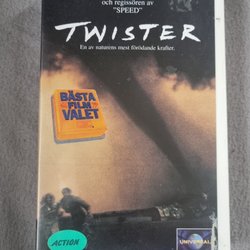 och regissören av
"SPEED"
TWISTER
En av naturens mest förödande krafter.
BÄSTA
FILM
VALET
ACTION
UNIVERSAL